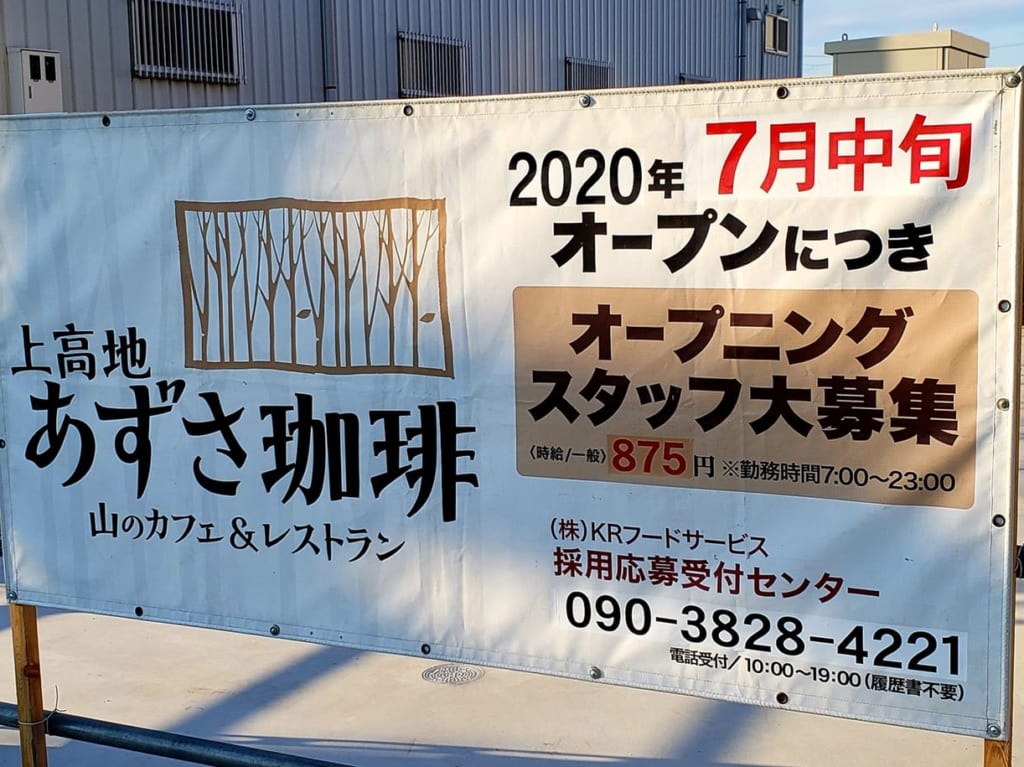 上高地
あずさ珈琲
山のカフェ&レストラン
2020年 7月中旬
オープンにつき
オープニング
スタッフ大募集
〈時給/一般〉875円 ※勤務時間7:00〜23:00
(株)KRフードサービス
採用応募受付センター
090-3828-4221
電話受付/10:00〜19:00(履歴書不要)